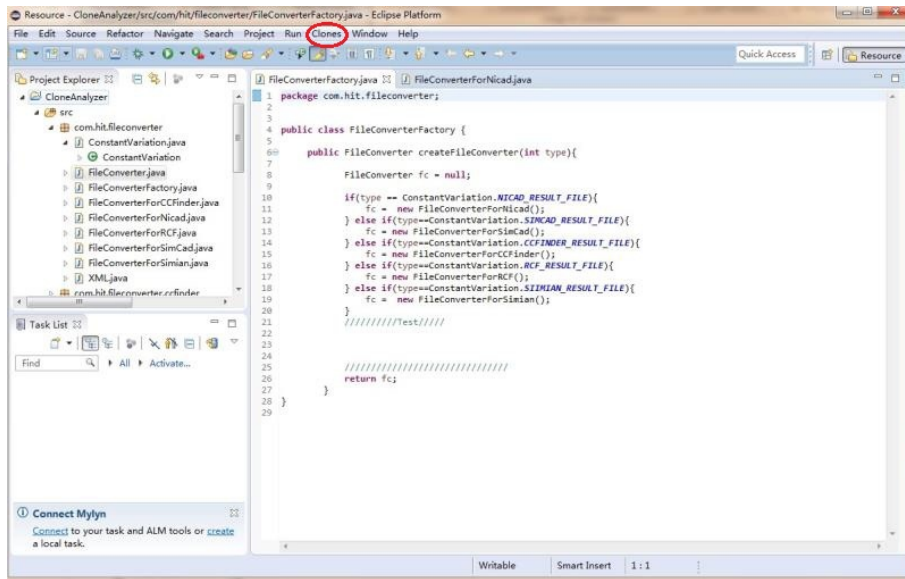 Resource - CloneAnalyzer/src/com/hit/fileconverter/FileConverterFactory.java - Eclipse Platform
File Edit Source Refactor Navigate Search Project Run Clones Window Help
Quick Access
Resource
Project Explorer
CloneAnalyzer
src
com.hit.fileconverter
ConstantVariation.java
ConstantVariation
FileConverter.java
FileConverterFactory.java
FileConverterForCCFinder.java
FileConverterForNicad.java
FileConverterForRCF.java
FileConverterForSimCad.java
FileConverterForSimian.java
XML.java
com.hit.fileconverter.ccfinder
Task List
Find All Activate...
Connect Mylyn
Connect to your task and ALM tools or create
a local task.
FileConverterFactory.java FileConverterForNicad.java
1 package com.hit.fileconverter;
2
3
4 public class FileConverterFactory {
5
6 public FileConverter createFileConverter(int type){
7
8 FileConverter fc = null;
9
10 if(type == ConstantVariation.NICAD_RESULT_FILE){
11 fc = new FileConverterForNicad();
12 } else if(type==ConstantVariation.SIMCAD_RESULT_FILE){
13 fc = new FileConverterForSimCad();
14 } else if(type==ConstantVariation.CCFINDER_RESULT_FILE){
15 fc = new FileConverterForCCFinder();
16 } else if(type==ConstantVariation.RCF_RESULT_FILE){
17 fc = new FileConverterForRCF();
18 } else if(type==ConstantVariation.SIIMIAN_RESULT_FILE){
19 fc = new FileConverterForSimian();
20 }
21 //////////Test/////
22
23
24
25 ///////////////////////////////
26 return fc;
27 }
28 }
29
Writable Smart Insert 1 : 1